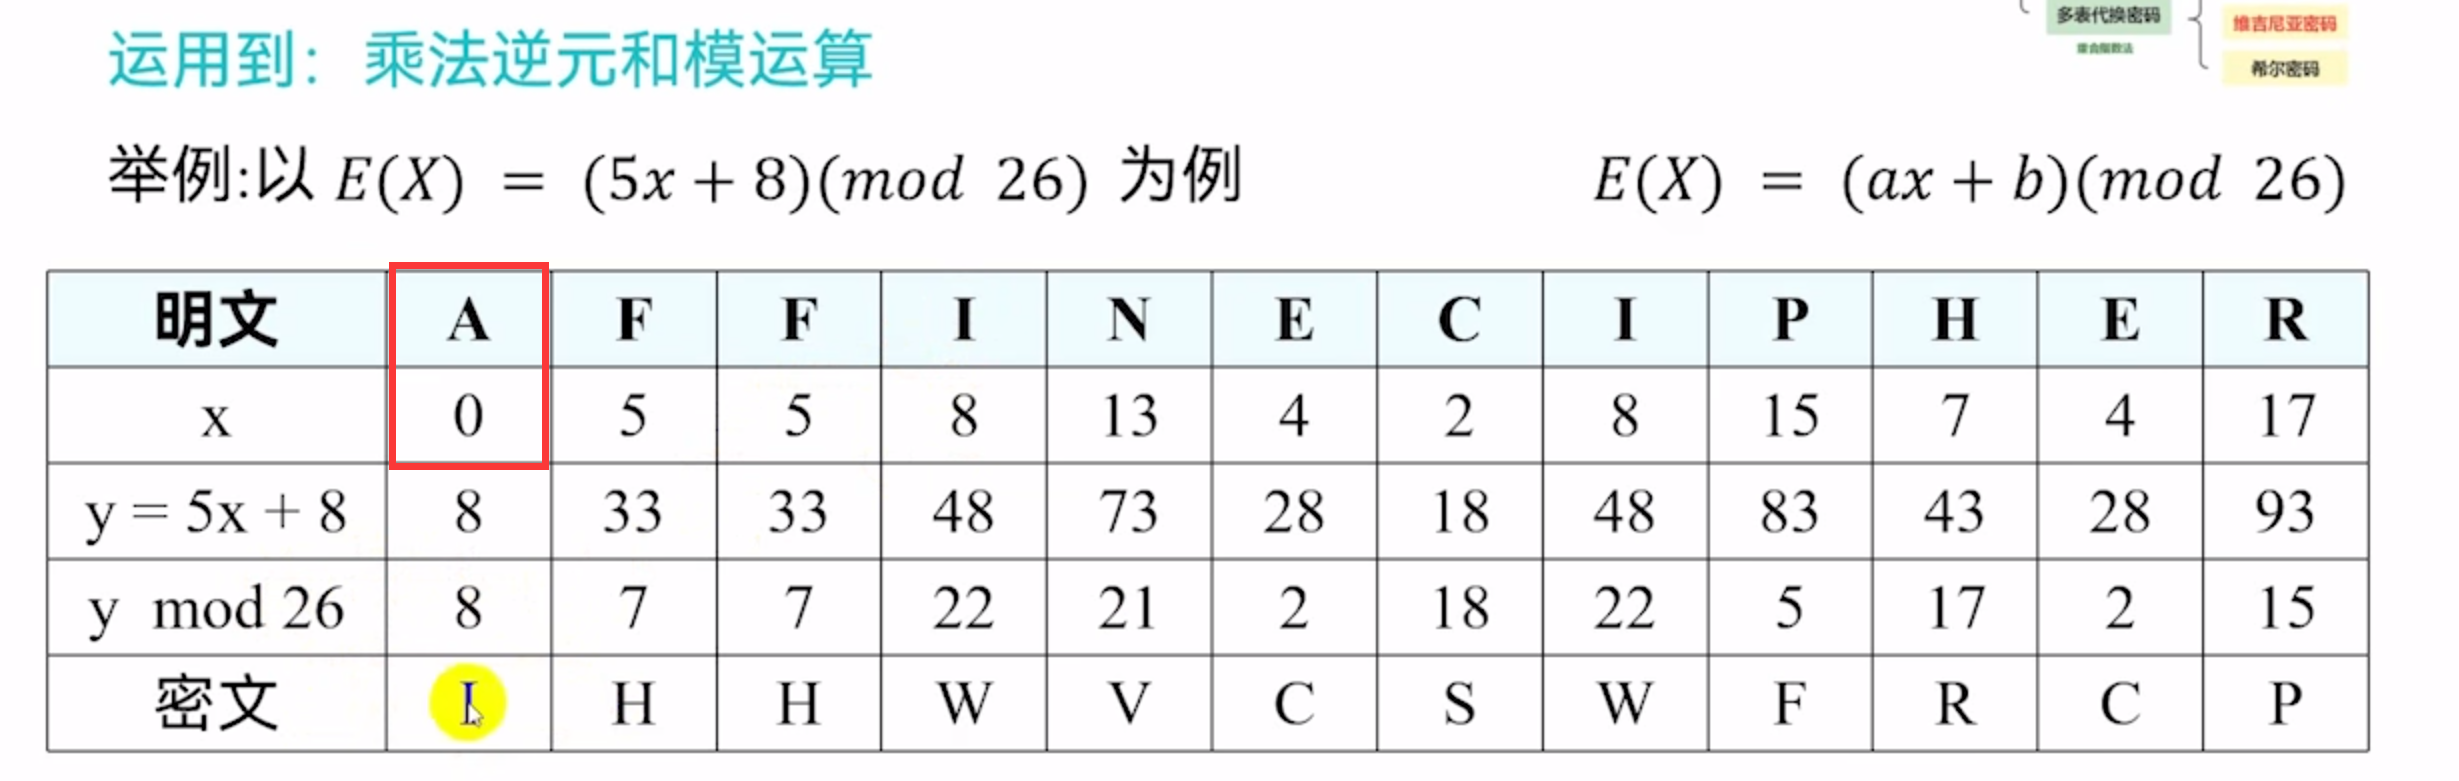 多表代换密码
维吉尼亚密码
希尔密码
运用到：乘法逆元和模运算
举例:以 E(X) = (5x + 8)(mod 26) 为例
E(X) = (ax + b)(mod 26)
明文 A F F I N E C I P H E R
x 0 5 5 8 13 4 2 8 15 7 4 17
y = 5x + 8 8 33 33 48 73 28 18 48 83 43 28 93
y mod 26 8 7 7 22 21 2 18 22 5 17 2 15
密文 I H H W V C S W F R C P